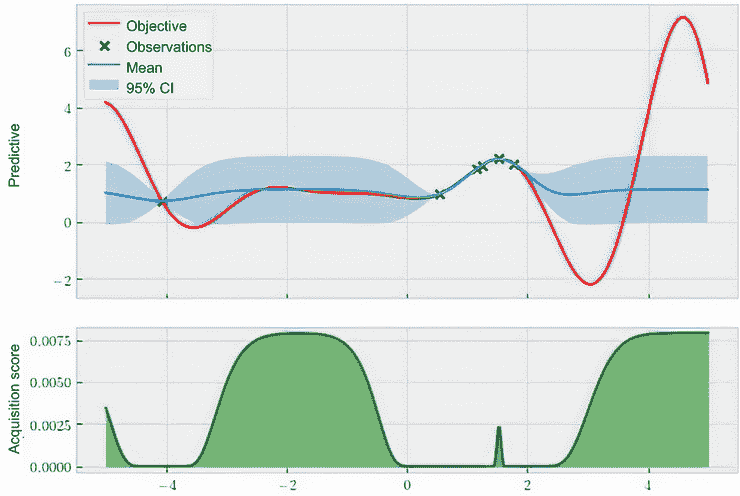 Objective
Observations
Mean
95% CI
Predictive
6
4
2
0
−2
Acquisition score
0.0075
0.0050
0.0025
0.0000
−4 −2 0 2 4